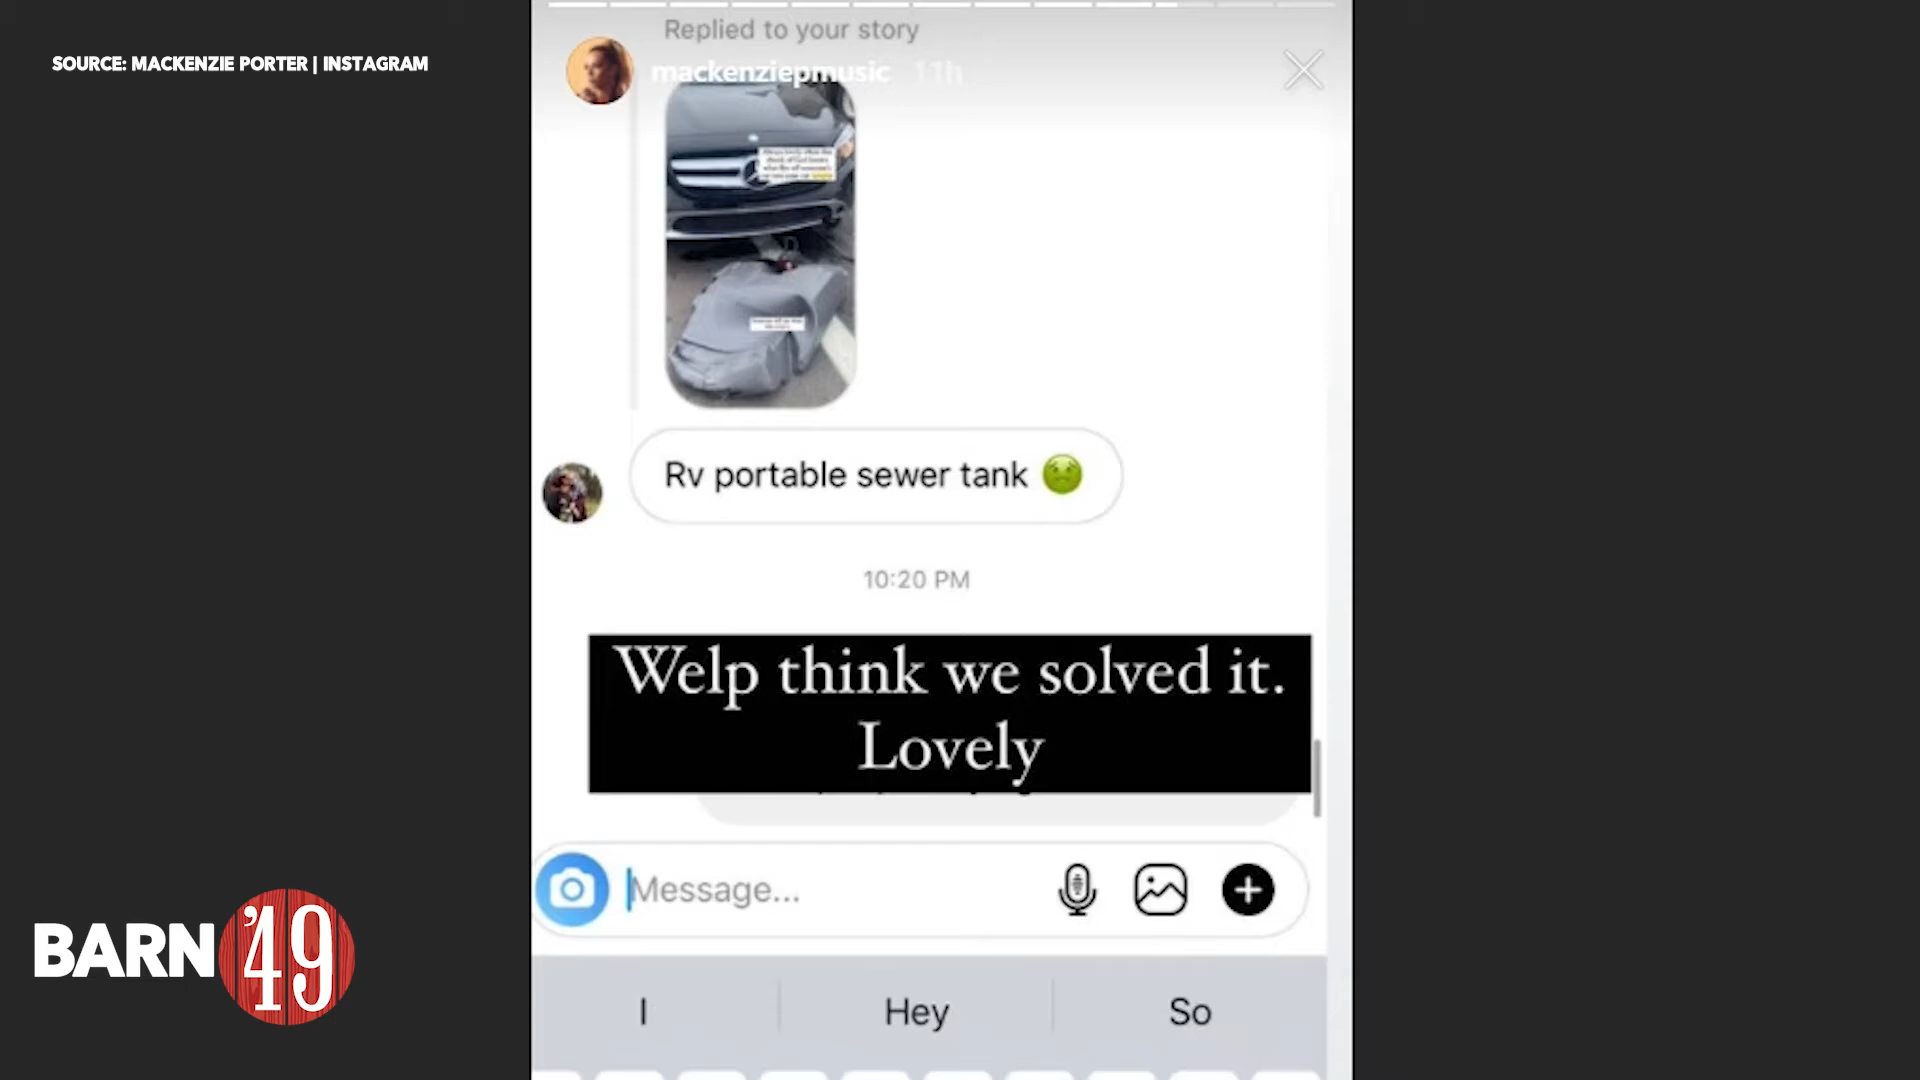 SOURCE: MACKENZIE PORTER | INSTAGRAM
Replied to your story
mackenziepmusic 11h
Rv portable sewer tank
10:20 PM
Welp think we solved it.
Lovely
Message...
I
Hey
So
BARN '49